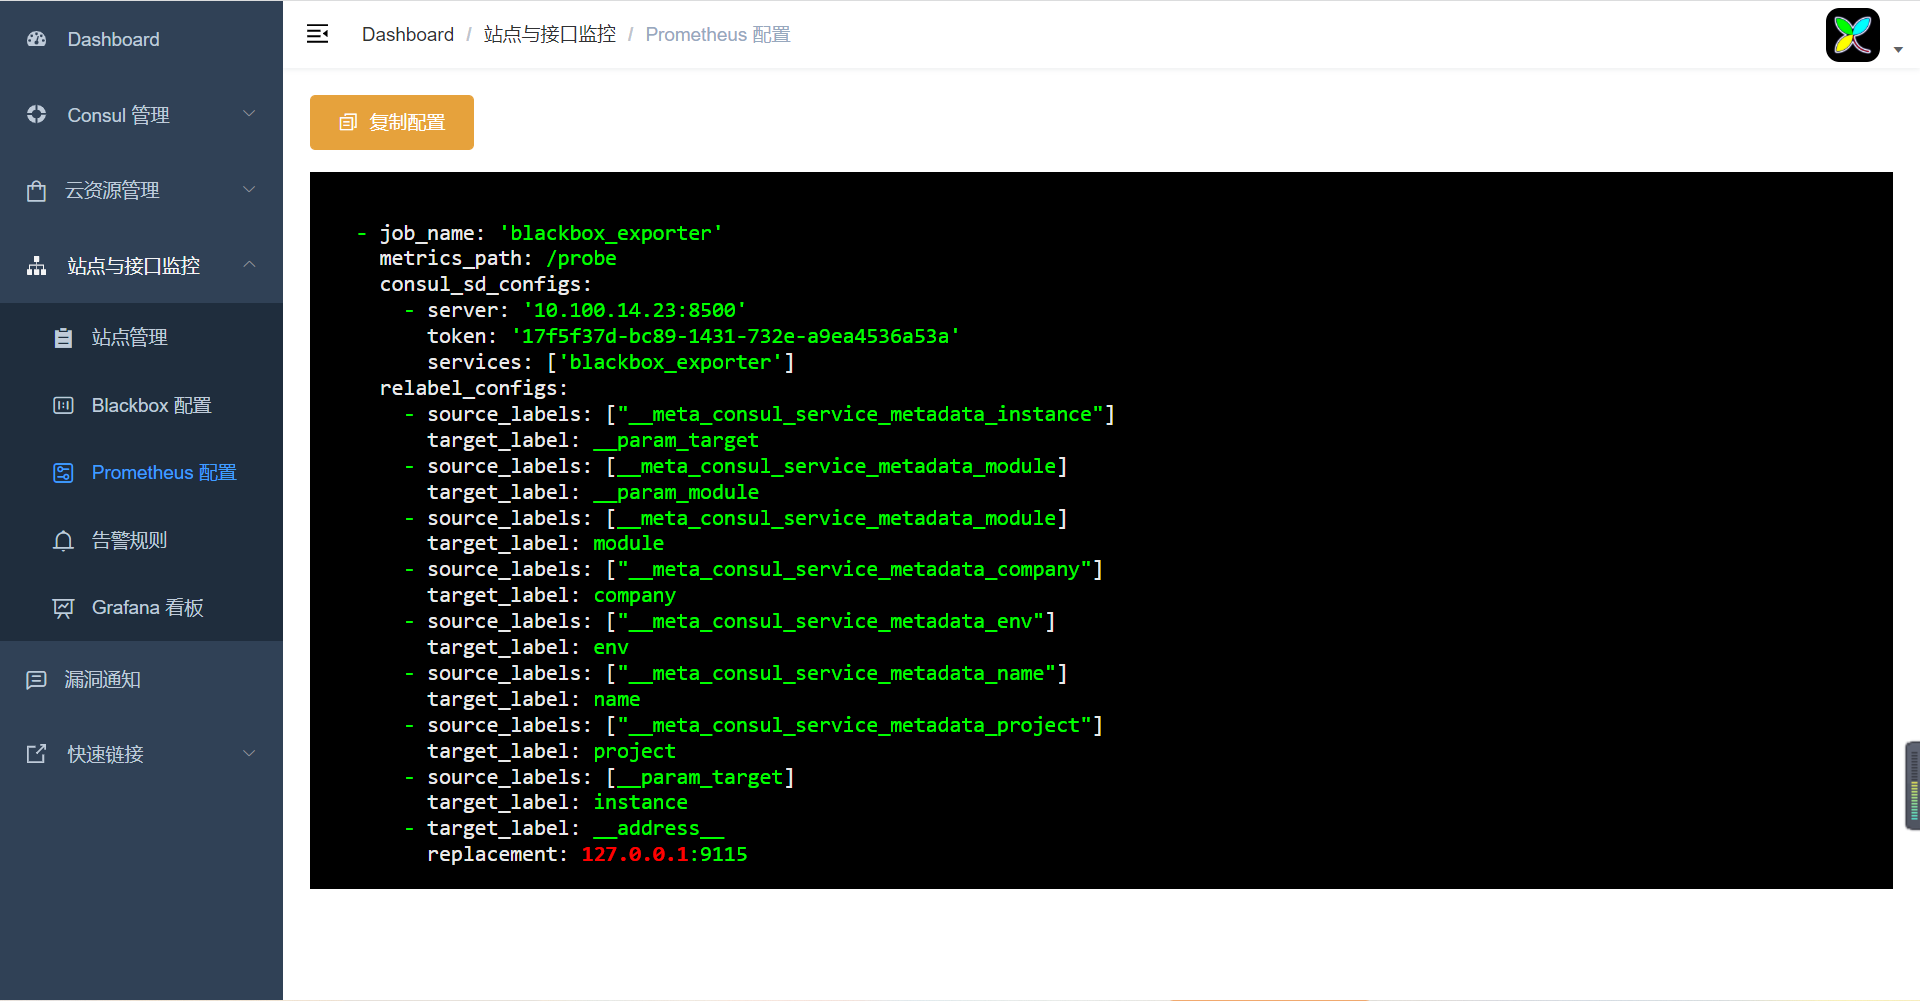 Dashboard
Consul 管理
云资源管理
站点与接口监控
站点管理
Blackbox 配置
Prometheus 配置
告警规则
Grafana 看板
漏洞通知
快速链接
Dashboard / 站点与接口监控 / Prometheus 配置
复制配置
- job_name: 'blackbox_exporter'
metrics_path: /probe
consul_sd_configs:
- server: '10.100.14.23:8500'
token: '17f5f37d-bc89-1431-732e-a9ea4536a53a'
services: ['blackbox_exporter']
relabel_configs:
- source_labels: ["__meta_consul_service_metadata_instance"]
target_label: __param_target
- source_labels: [__meta_consul_service_metadata_module]
target_label: __param_module
- source_labels: [__meta_consul_service_metadata_module]
target_label: module
- source_labels: ["__meta_consul_service_metadata_company"]
target_label: company
- source_labels: ["__meta_consul_service_metadata_env"]
target_label: env
- source_labels: ["__meta_consul_service_metadata_name"]
target_label: name
- source_labels: ["__meta_consul_service_metadata_project"]
target_label: project
- source_labels: [__param_target]
target_label: instance
- target_label: __address__
replacement: 127.0.0.1:9115